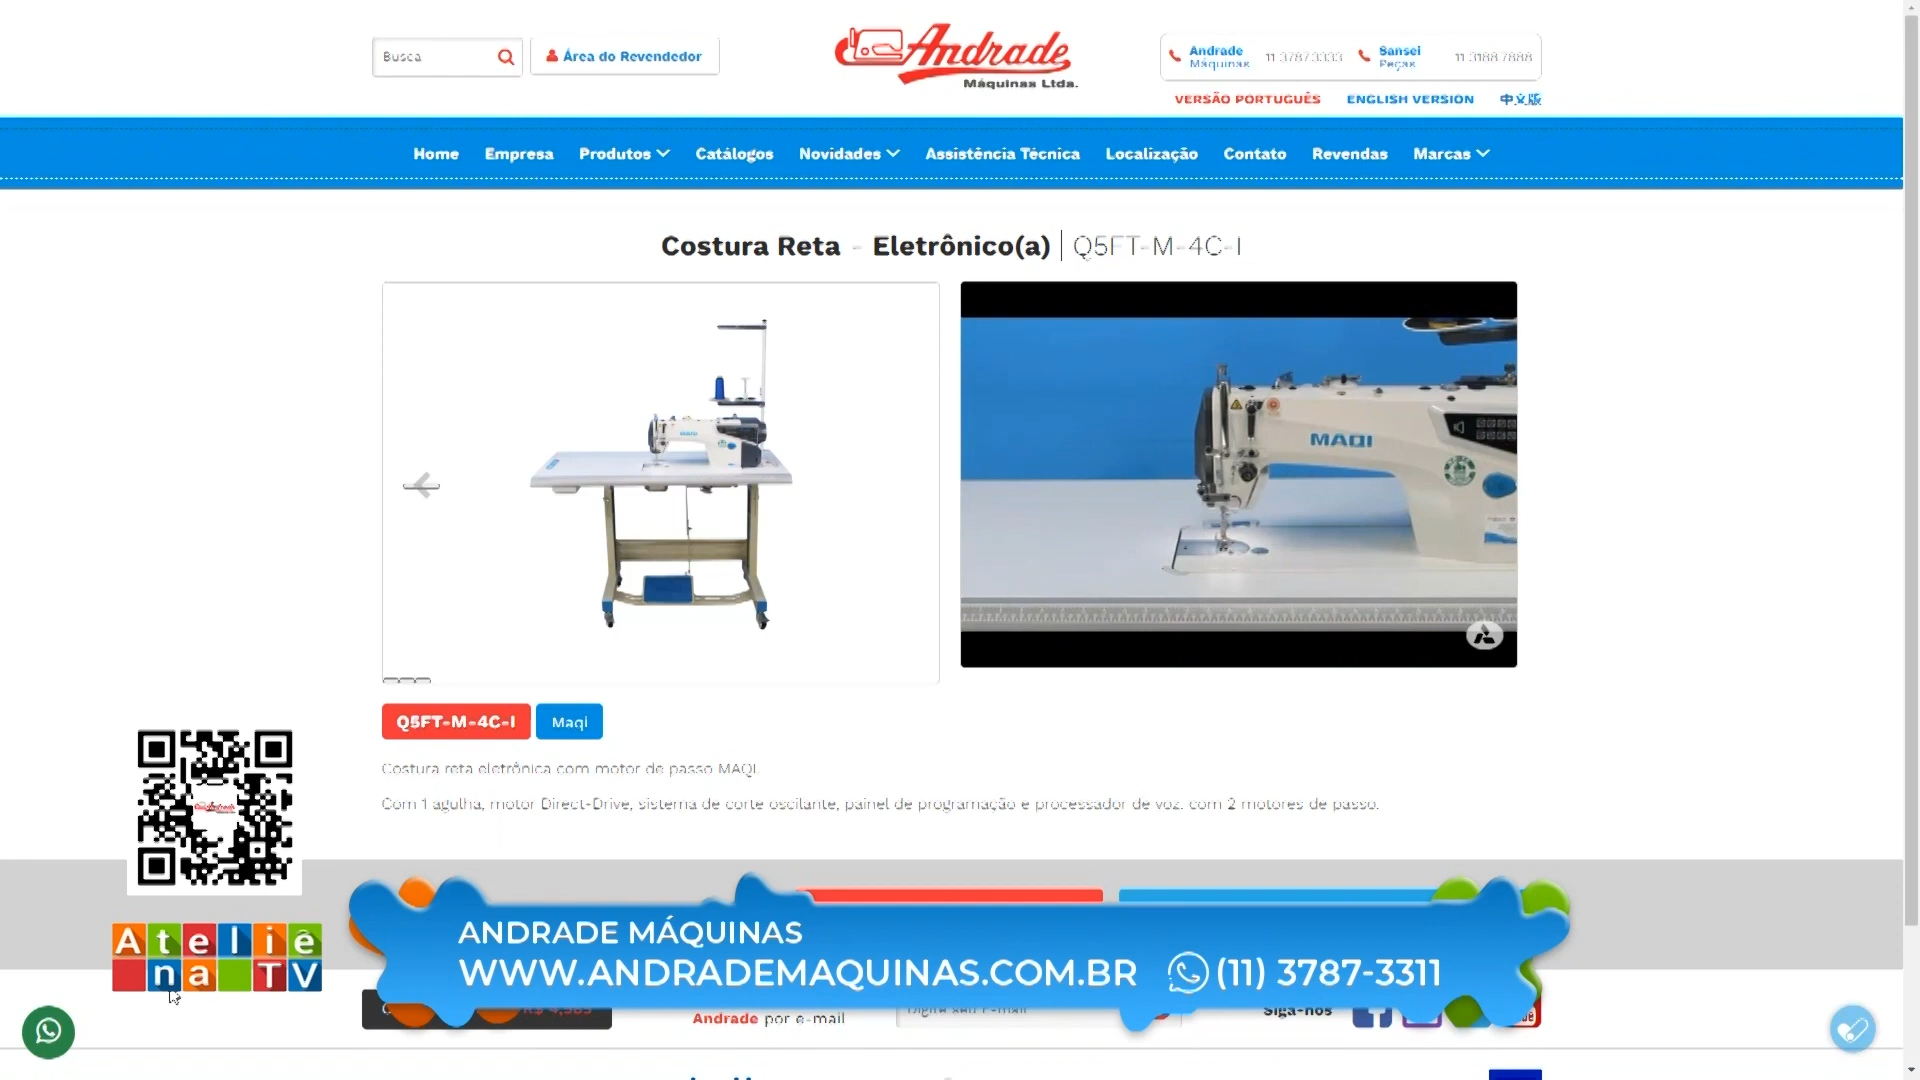 Busca
Área do Revendedor
Andrade
Máquinas Ltda.
Andrade Máquinas 11 3787.3333
Sansei Peças 11 3188.7888
VERSÃO PORTUGUÊS ENGLISH VERSION 中文版
Home Empresa Produtos Catálogos Novidades Assistência Técnica Localização Contato Revendas Marcas
Costura Reta - Eletrônico(a) | Q5FT-M-4C-I
MAQI
Q5FT-M-4C-I Maqi
Costura reta eletrônica com motor de passo MAQI.
Com 1 agulha, motor Direct-Drive, sistema de corte oscilante, painel de programação e processador de voz. com 2 motores de passo.
Andrade
Ateliê
na TV
ANDRADE MÁQUINAS
WWW.ANDRADEMAQUINAS.COM.BR (11) 3787-3311
Andrade por e-mail
Digite seu e-mail
Siga-nos